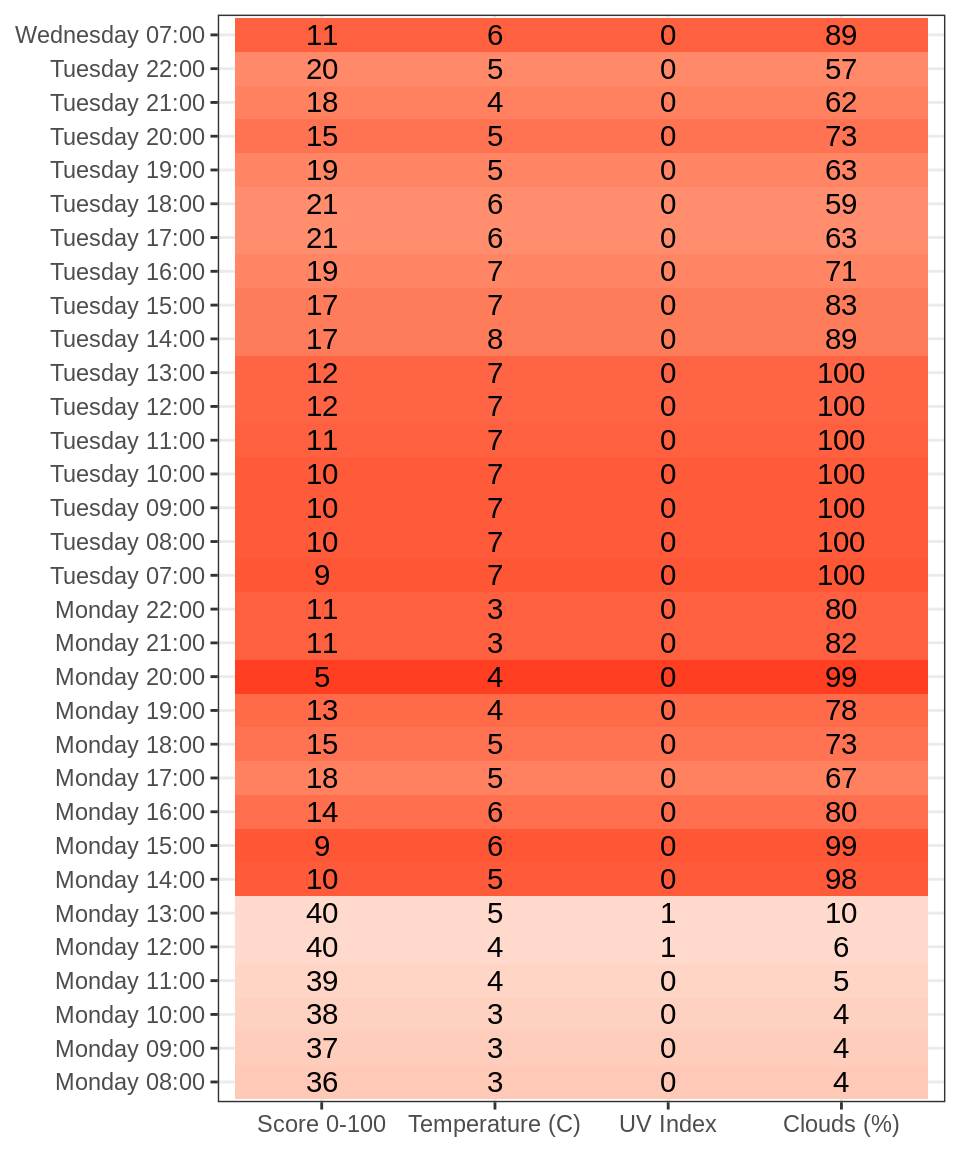 Wednesday 07:00 11 6 0 89
Tuesday 22:00 20 5 0 57
Tuesday 21:00 18 4 0 62
Tuesday 20:00 15 5 0 73
Tuesday 19:00 19 5 0 63
Tuesday 18:00 21 6 0 59
Tuesday 17:00 21 6 0 63
Tuesday 16:00 19 7 0 71
Tuesday 15:00 17 7 0 83
Tuesday 14:00 17 8 0 89
Tuesday 13:00 12 7 0 100
Tuesday 12:00 12 7 0 100
Tuesday 11:00 11 7 0 100
Tuesday 10:00 10 7 0 100
Tuesday 09:00 10 7 0 100
Tuesday 08:00 10 7 0 100
Tuesday 07:00 9 7 0 100
Monday 22:00 11 3 0 80
Monday 21:00 11 3 0 82
Monday 20:00 5 4 0 99
Monday 19:00 13 4 0 78
Monday 18:00 15 5 0 73
Monday 17:00 18 5 0 67
Monday 16:00 14 6 0 80
Monday 15:00 9 6 0 99
Monday 14:00 10 5 0 98
Monday 13:00 40 5 1 10
Monday 12:00 40 4 1 6
Monday 11:00 39 4 0 5
Monday 10:00 38 3 0 4
Monday 09:00 37 3 0 4
Monday 08:00 36 3 0 4
Score 0-100 Temperature (C) UV Index Clouds (%)